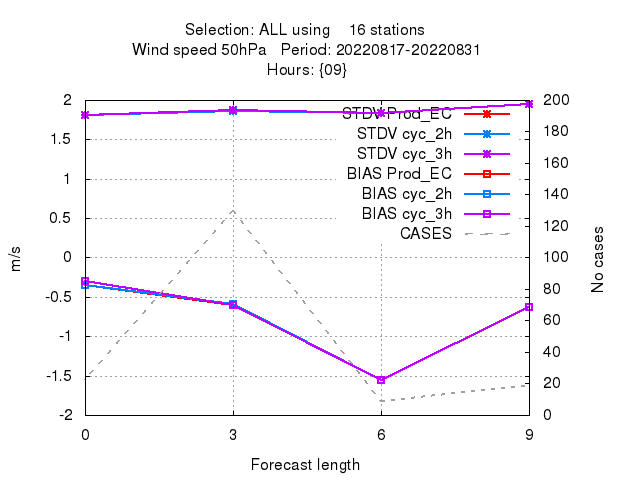 Selection: ALL using    16 stations
Wind speed 50hPa   Period: 20220817-20220831
Hours: {09}
2
1.5
1
0.5
0
-0.5
-1
-1.5
-2
200
180
160
140
120
100
80
60
40
20
0
m/s
No cases
STDV Prod_EC
STDV cyc_2h
STDV cyc_3h
BIAS Prod_EC
BIAS cyc_2h
BIAS cyc_3h
CASES
0
3
6
9
Forecast length